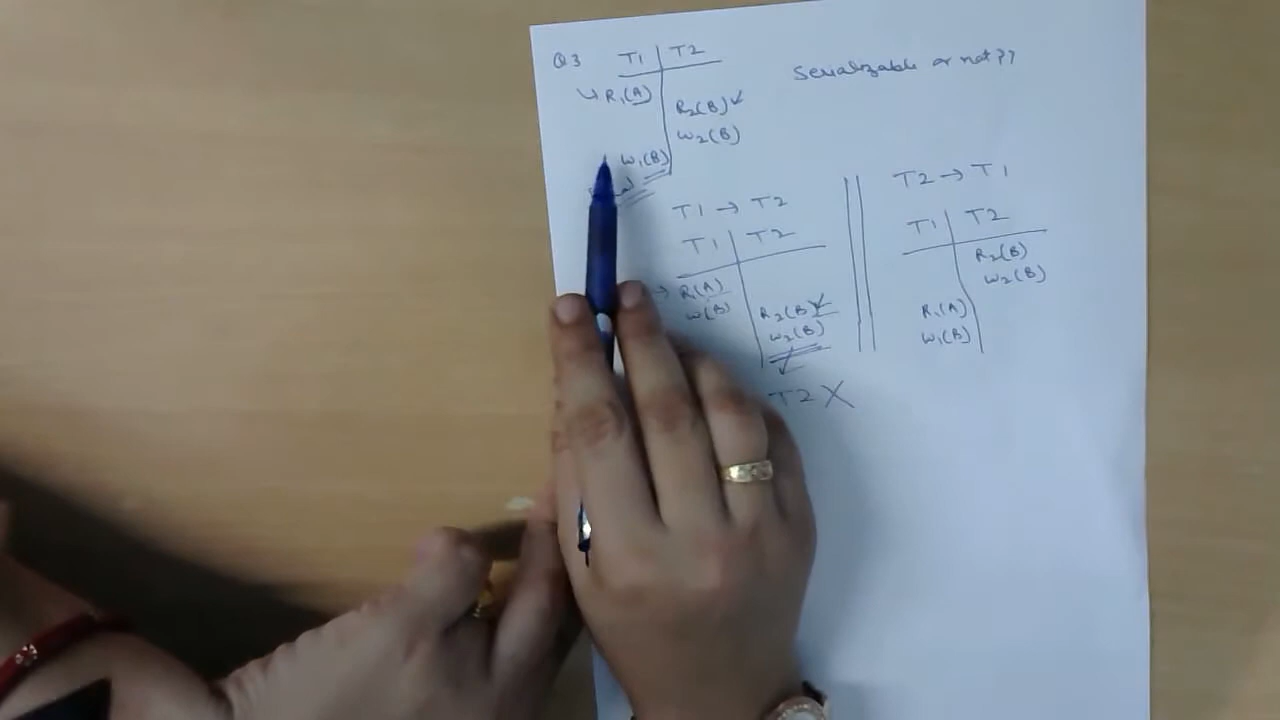 Q3 T1 T2
Serializable or not??
R1(A)
R2(B)
W2(B)
W1(B)
T1 → T2
T1 T2
R1(A)
W(B)
R2(B)
W2(B)
T2 X
T2 → T1
T1 T2
R2(B)
W2(B)
R1(A)
W1(B)